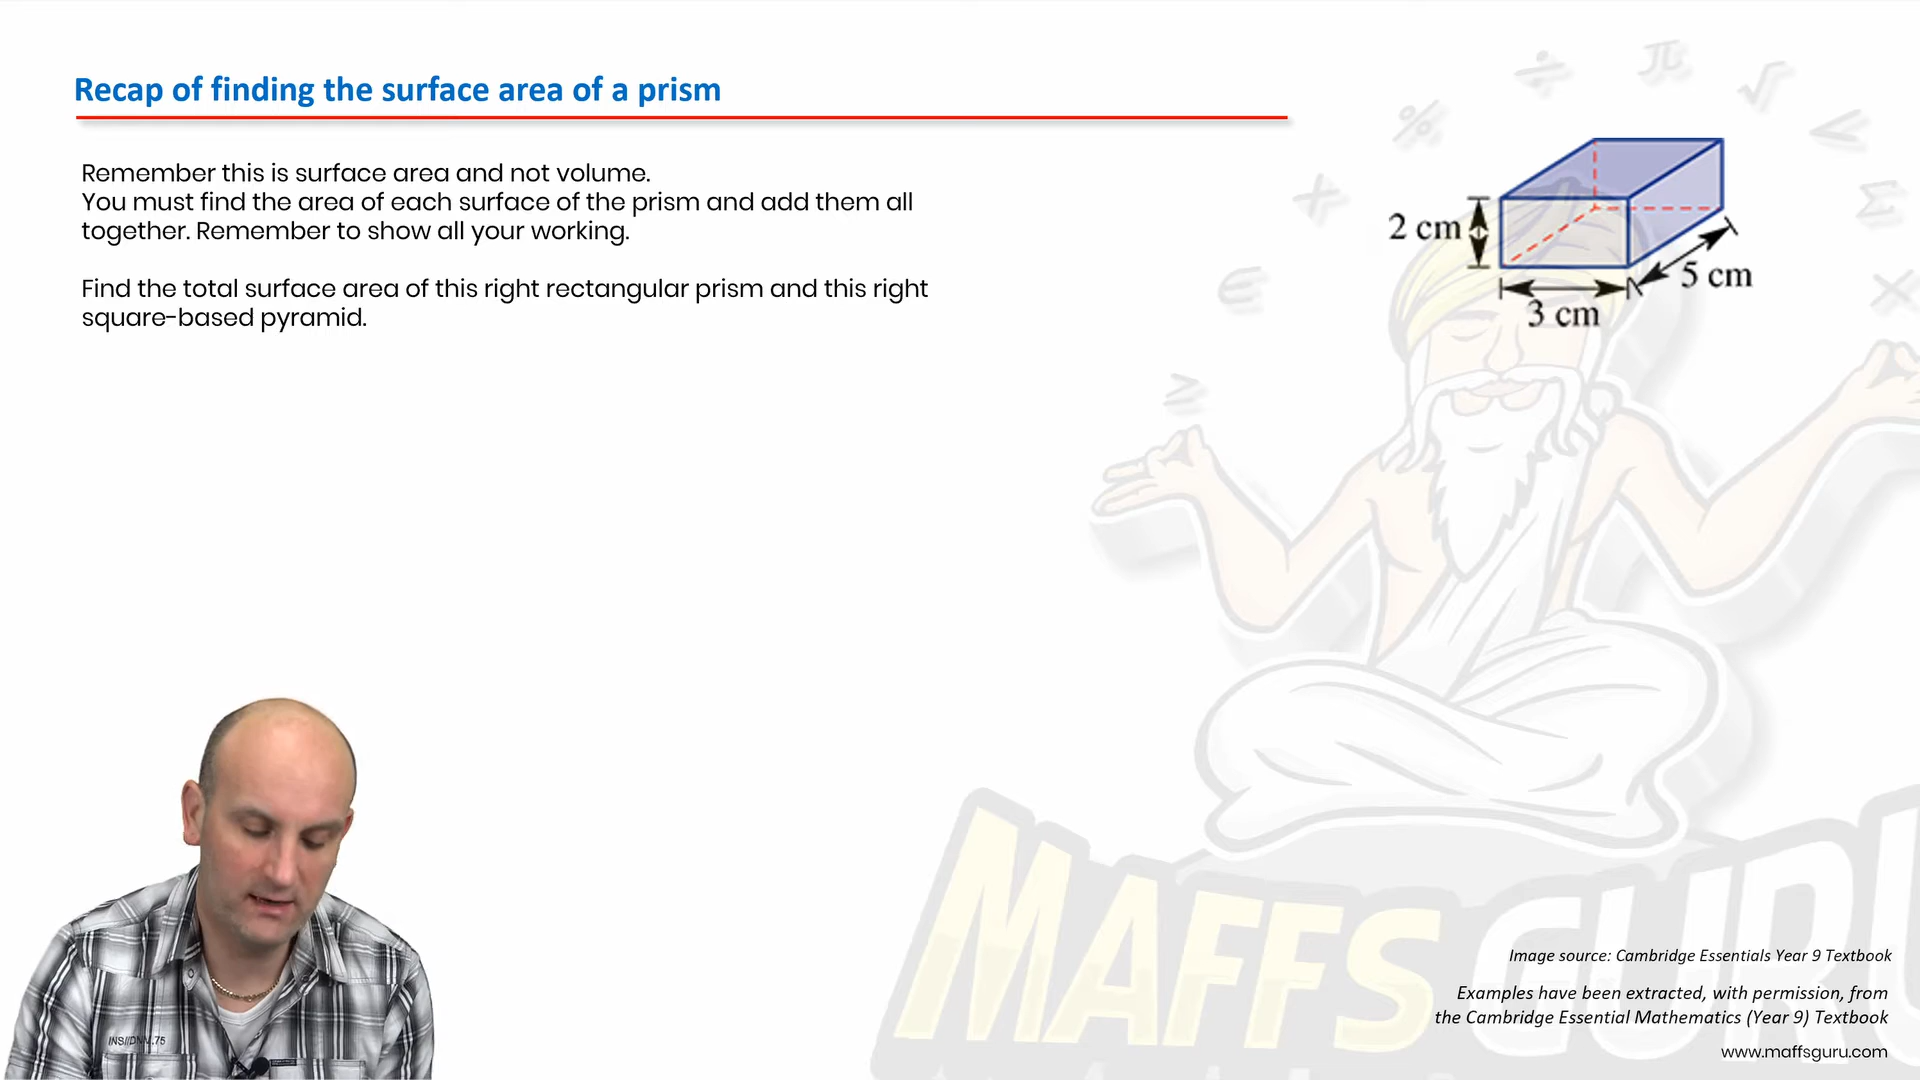 Recap of finding the surface area of a prism
Remember this is surface area and not volume.
You must find the area of each surface of the prism and add them all
together. Remember to show all your working.
Find the total surface area of this right rectangular prism and this right
square-based pyramid.
÷ π √
% <
+ Σ
2 cm
5 cm
€ ×
3 cm
≥
MAFFS GURU
INS//DNA.75
Image source: Cambridge Essentials Year 9 Textbook
Examples have been extracted, with permission, from
the Cambridge Essential Mathematics (Year 9) Textbook
www.maffsguru.com